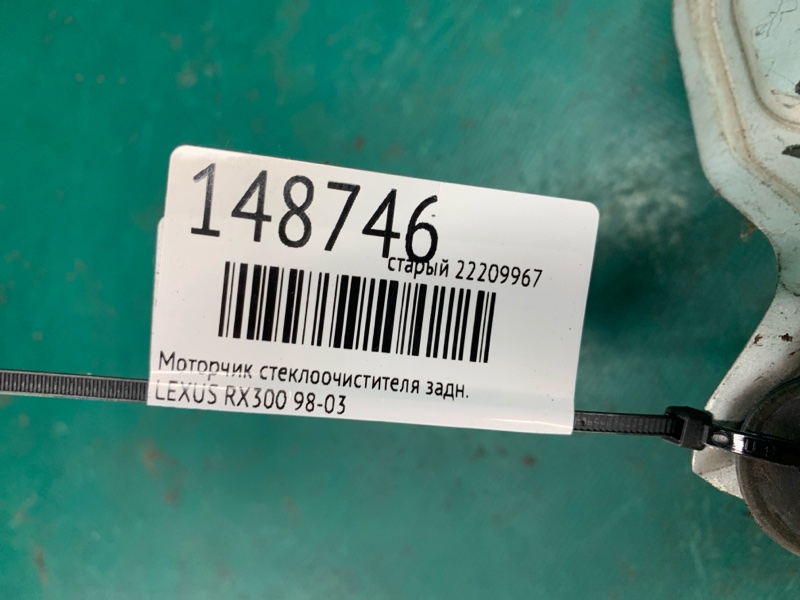 148746
старый 22209967
Моторчик стеклоочистителя задн.
LEXUS RX300 98-03